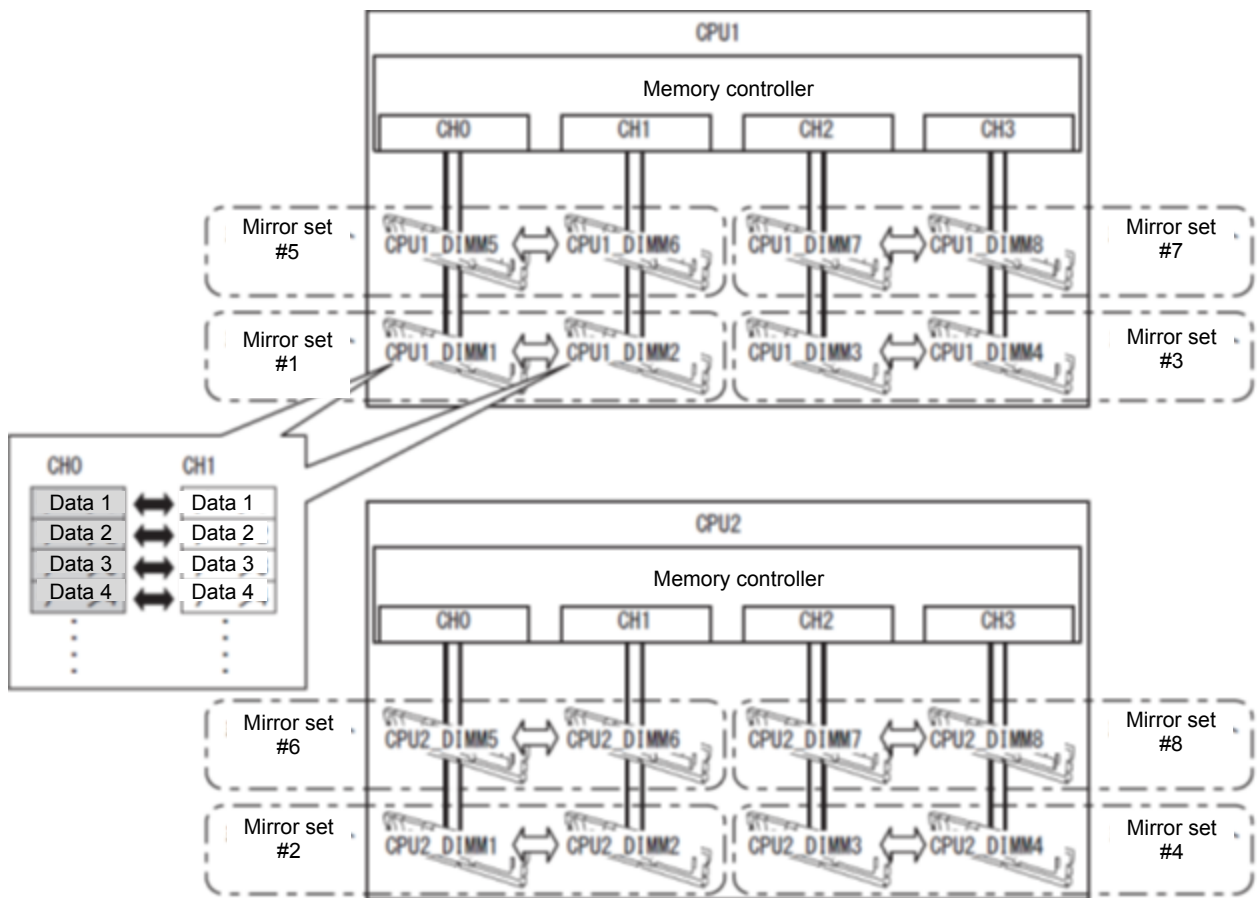 CPU1
Memory controller
CH0 CH1 CH2 CH3
Mirror set
#5
CPU1_DIMM5 CPU1_DIMM6 CPU1_DIMM7 CPU1_DIMM8
Mirror set
#7
Mirror set
#1
CPU1_DIMM1 CPU1_DIMM2 CPU1_DIMM3 CPU1_DIMM4
Mirror set
#3
CH0 CH1
Data 1 Data 1
Data 2 Data 2
Data 3 Data 3
Data 4 Data 4
CPU2
Memory controller
CH0 CH1 CH2 CH3
Mirror set
#6
CPU2_DIMM5 CPU2_DIMM6 CPU2_DIMM7 CPU2_DIMM8
Mirror set
#8
Mirror set
#2
CPU2_DIMM1 CPU2_DIMM2 CPU2_DIMM3 CPU2_DIMM4
Mirror set
#4